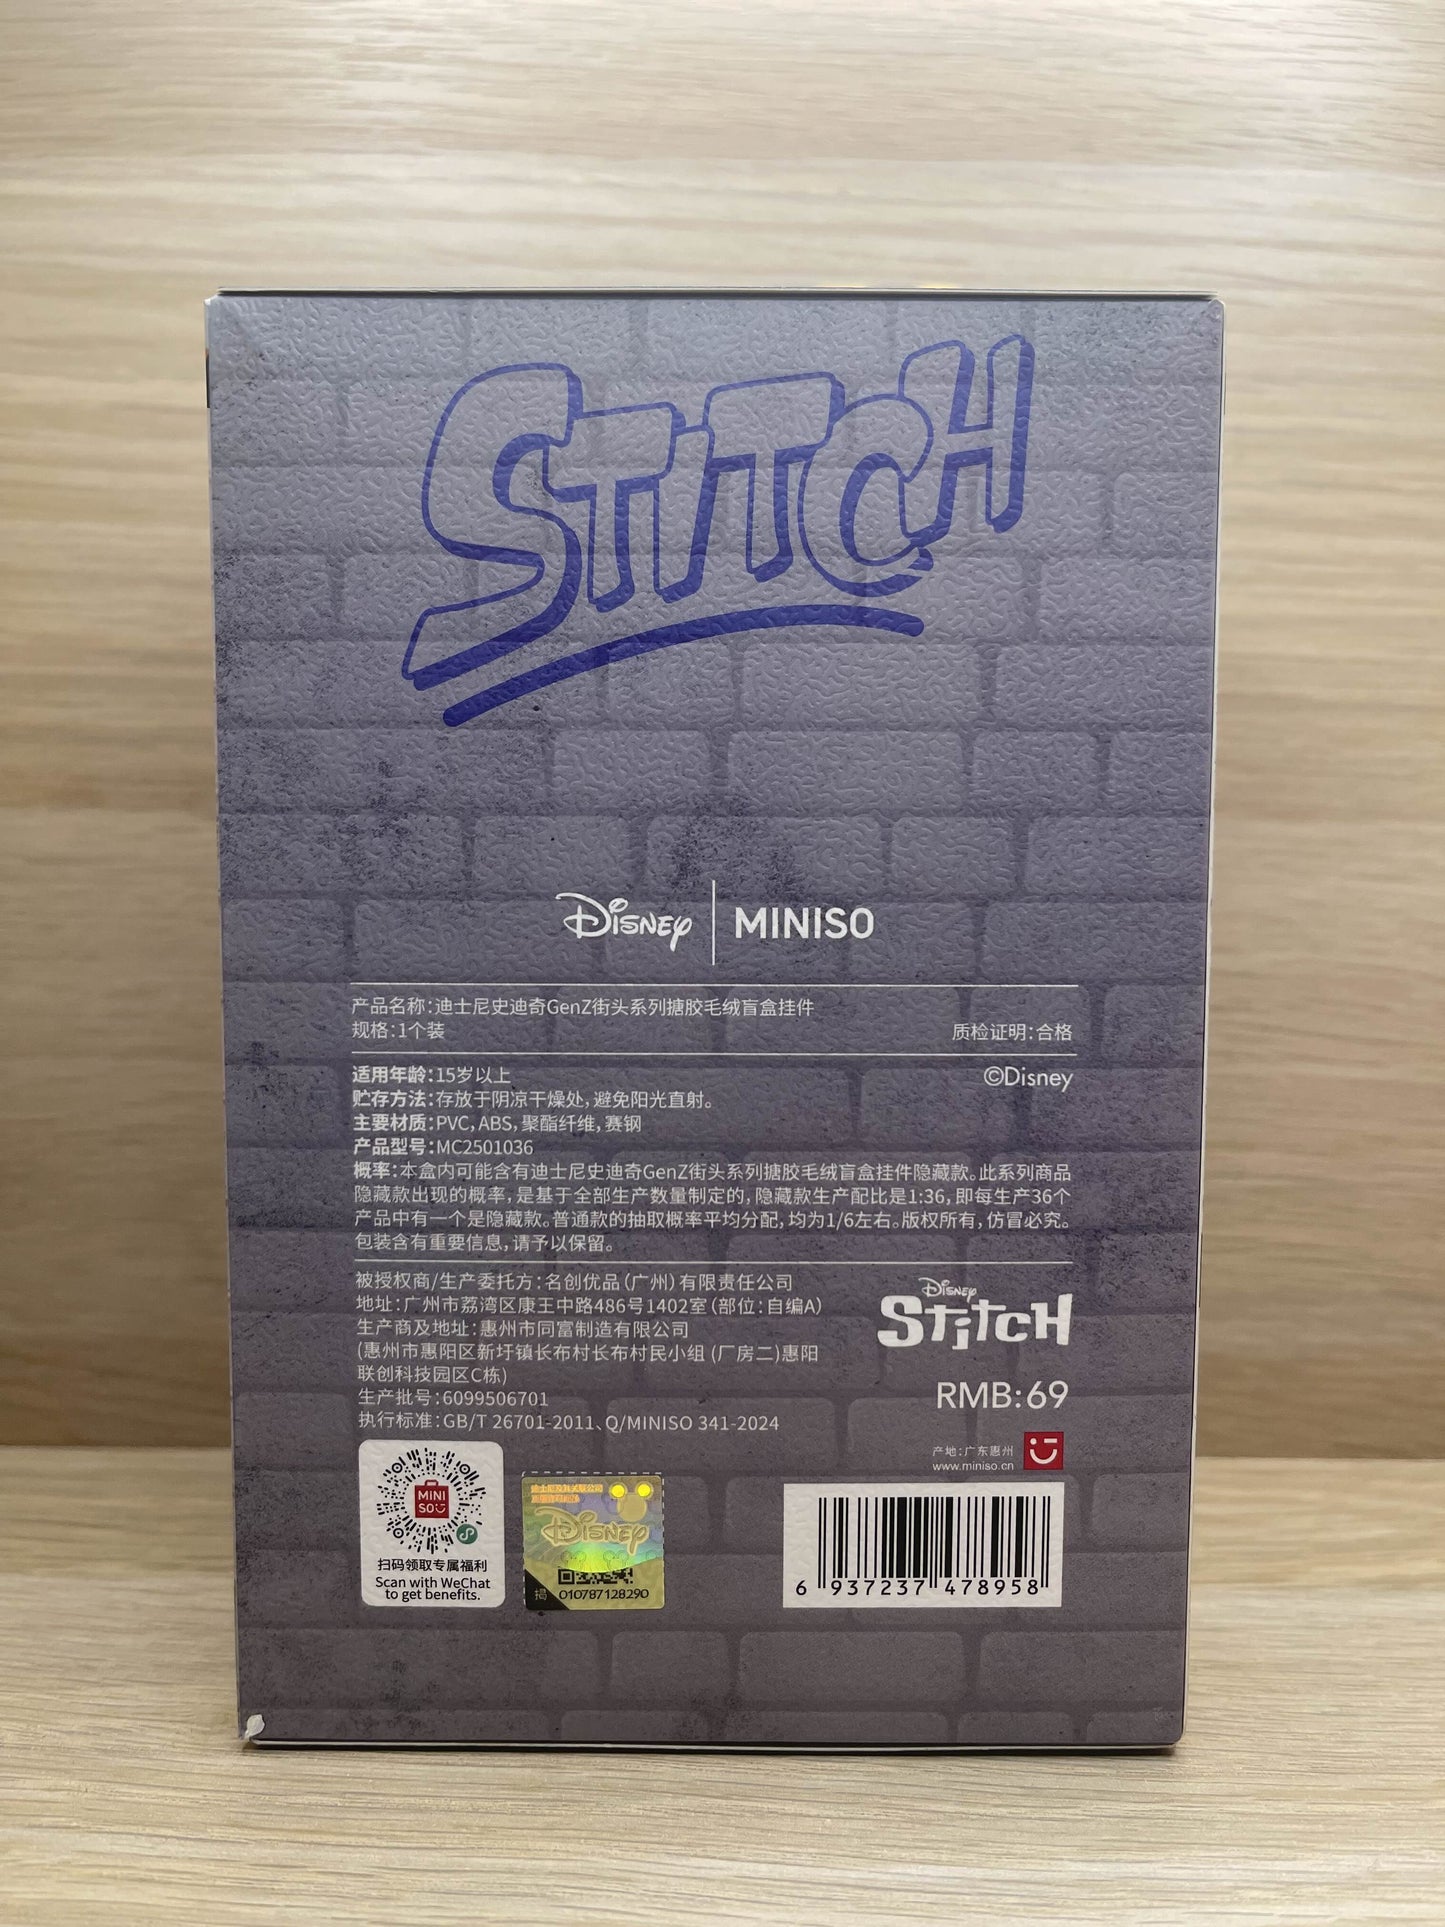 STITCH
Disney | MINISO
产品名称:迪士尼史迪奇GenZ街头系列搪胶毛绒盲盒挂件
规格:1个装
质检证明:合格
适用年龄:15岁以上
©Disney
贮存方法:存放于阴凉干燥处,避免阳光直射。
主要材质:PVC,ABS,聚酯纤维,赛钢
产品型号:MC2501036
概率:本盒内可能含有迪士尼史迪奇GenZ街头系列搪胶毛绒盲盒挂件隐藏款。此系列商品
隐藏款出现的概率,是基于全部生产数量制定的,隐藏款生产配比是1:36,即每生产36个
产品中有一个是隐藏款。普通款的抽取概率平均分配,均为1/6左右。版权所有,仿冒必究。
包装含有重要信息,请予以保留。
被授权商/生产委托方:名创优品(广州)有限责任公司
地址:广州市荔湾区康王中路486号1402室(部位:自编A)
生产商及地址:惠州市同富制造有限公司
(惠州市惠阳区新圩镇长布村长布村民小组 (厂房二)惠阳
联创科技园区C栋)
生产批号:6099506701
执行标准:GB/T 26701-2011、Q/MINISO 341-2024
Disney
Stitch
RMB:69
产地:广东惠州
www.miniso.cn
MINI
SO
扫码领取专属福利
Scan with WeChat
to get benefits.
迪士尼及其关联公司
Disney
揭
010787128290
6 937237 478958